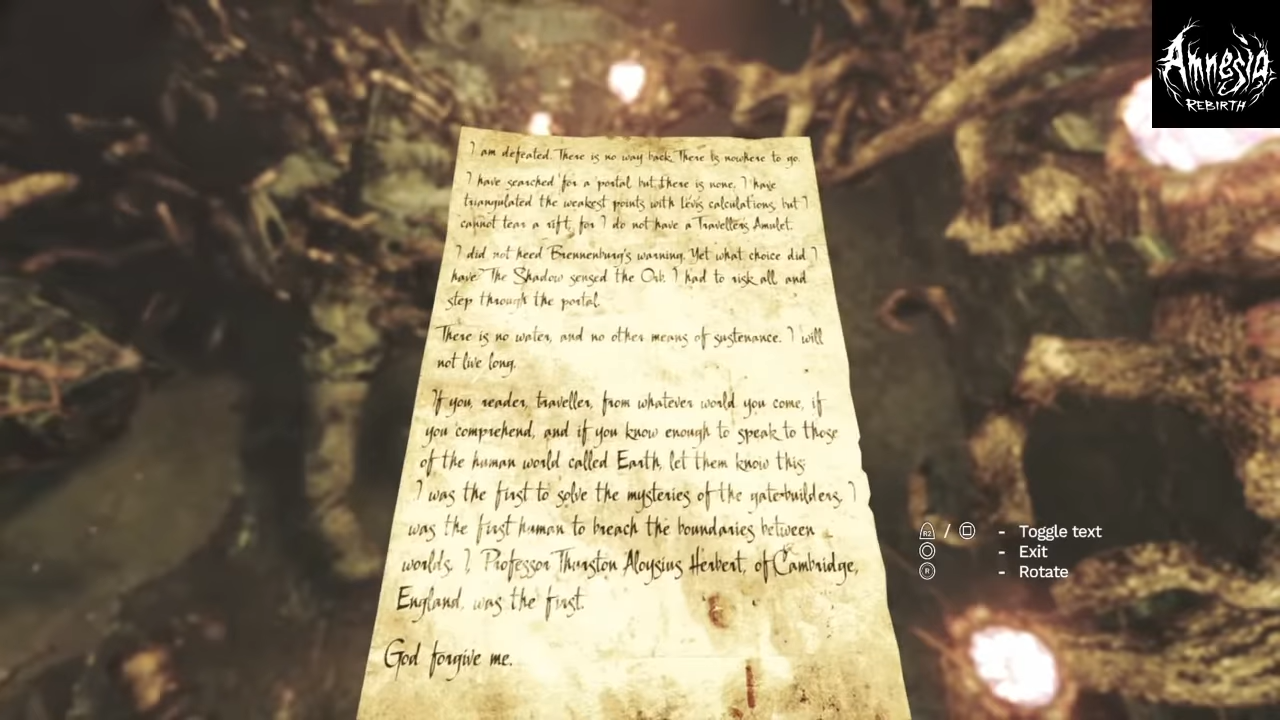 Amnesia
REBIRTH
I am defeated. There is no way back. There is nowhere to go.
I have searched for a portal but there is none. I have
triangulated the weakest points with Levi's calculations, but I
cannot tear a rift, for I do not have a Traveller's Amulet.
I did not heed Brennenburg's warning. Yet what choice did I
have? The Shadow sensed the Orb. I had to risk all and
step through the portal.
There is no water, and no other means of sustenance. I will
not live long.
If you, reader, traveller, from whatever world you come, if
you comprehend, and if you know enough to speak to those
of the human world called Earth, let them know this:
I was the first to solve the mysteries of the gatebuilders. I
was the first human to breach the boundaries between
worlds. I, Professor Thurston Aloysius Herbert, of Cambridge,
England, was the first.
God forgive me.
R2 / - Toggle text
- Exit
R - Rotate